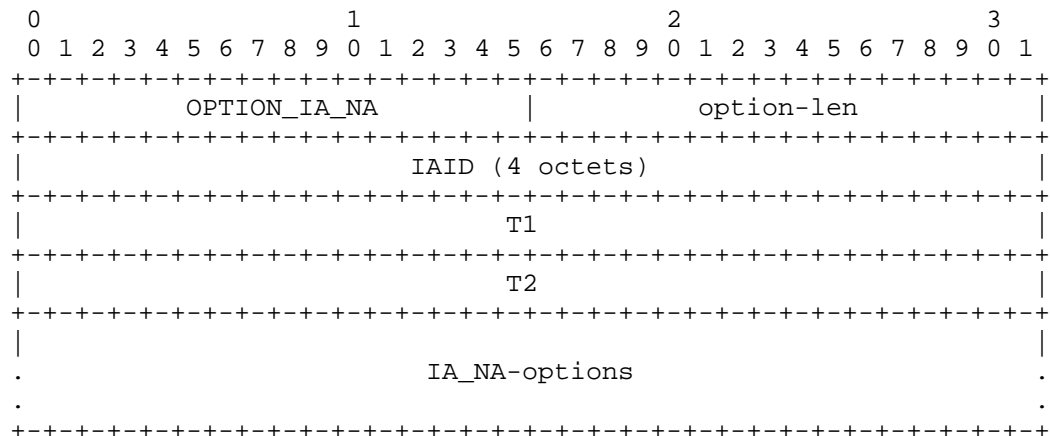 0                   1                   2                   3
 0 1 2 3 4 5 6 7 8 9 0 1 2 3 4 5 6 7 8 9 0 1 2 3 4 5 6 7 8 9 0 1
+-+-+-+-+-+-+-+-+-+-+-+-+-+-+-+-+-+-+-+-+-+-+-+-+-+-+-+-+-+-+-+-+
|          OPTION_IA_NA         |          option-len           |
+-+-+-+-+-+-+-+-+-+-+-+-+-+-+-+-+-+-+-+-+-+-+-+-+-+-+-+-+-+-+-+-+
|                        IAID (4 octets)                        |
+-+-+-+-+-+-+-+-+-+-+-+-+-+-+-+-+-+-+-+-+-+-+-+-+-+-+-+-+-+-+-+-+
|                              T1                               |
+-+-+-+-+-+-+-+-+-+-+-+-+-+-+-+-+-+-+-+-+-+-+-+-+-+-+-+-+-+-+-+-+
|                              T2                               |
+-+-+-+-+-+-+-+-+-+-+-+-+-+-+-+-+-+-+-+-+-+-+-+-+-+-+-+-+-+-+-+-+
|                                                               |
.                         IA_NA-options                         .
.                                                               .
+-+-+-+-+-+-+-+-+-+-+-+-+-+-+-+-+-+-+-+-+-+-+-+-+-+-+-+-+-+-+-+-+